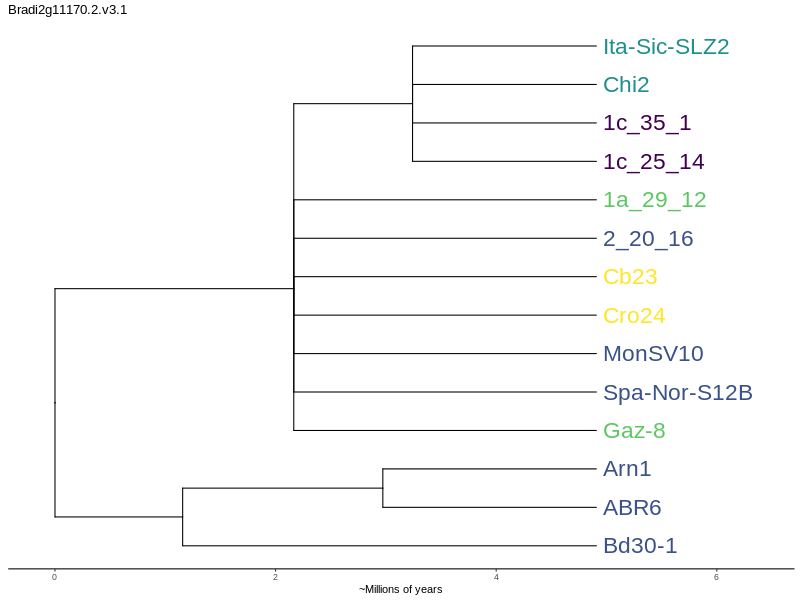 Bradi2g11170.2.v3.1
Ita-Sic-SLZ2
Chi2
1c_35_1
1c_25_14
1a_29_12
2_20_16
Cb23
Cro24
MonSV10
Spa-Nor-S12B
Gaz-8
Arn1
ABR6
Bd30-1
0 2 4 6
~Millions of years